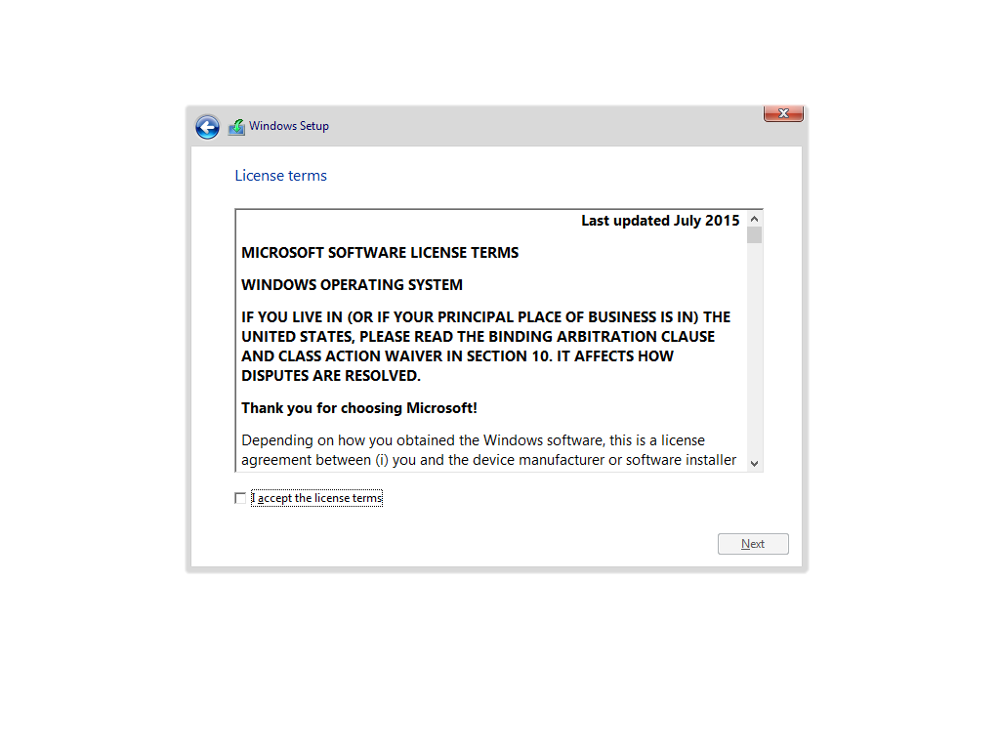 Windows Setup
License terms
Last updated July 2015
MICROSOFT SOFTWARE LICENSE TERMS
WINDOWS OPERATING SYSTEM
IF YOU LIVE IN (OR IF YOUR PRINCIPAL PLACE OF BUSINESS IS IN) THE
UNITED STATES, PLEASE READ THE BINDING ARBITRATION CLAUSE
AND CLASS ACTION WAIVER IN SECTION 10. IT AFFECTS HOW
DISPUTES ARE RESOLVED.
Thank you for choosing Microsoft!
Depending on how you obtained the Windows software, this is a license
agreement between (i) you and the device manufacturer or software installer
I accept the license terms
Next